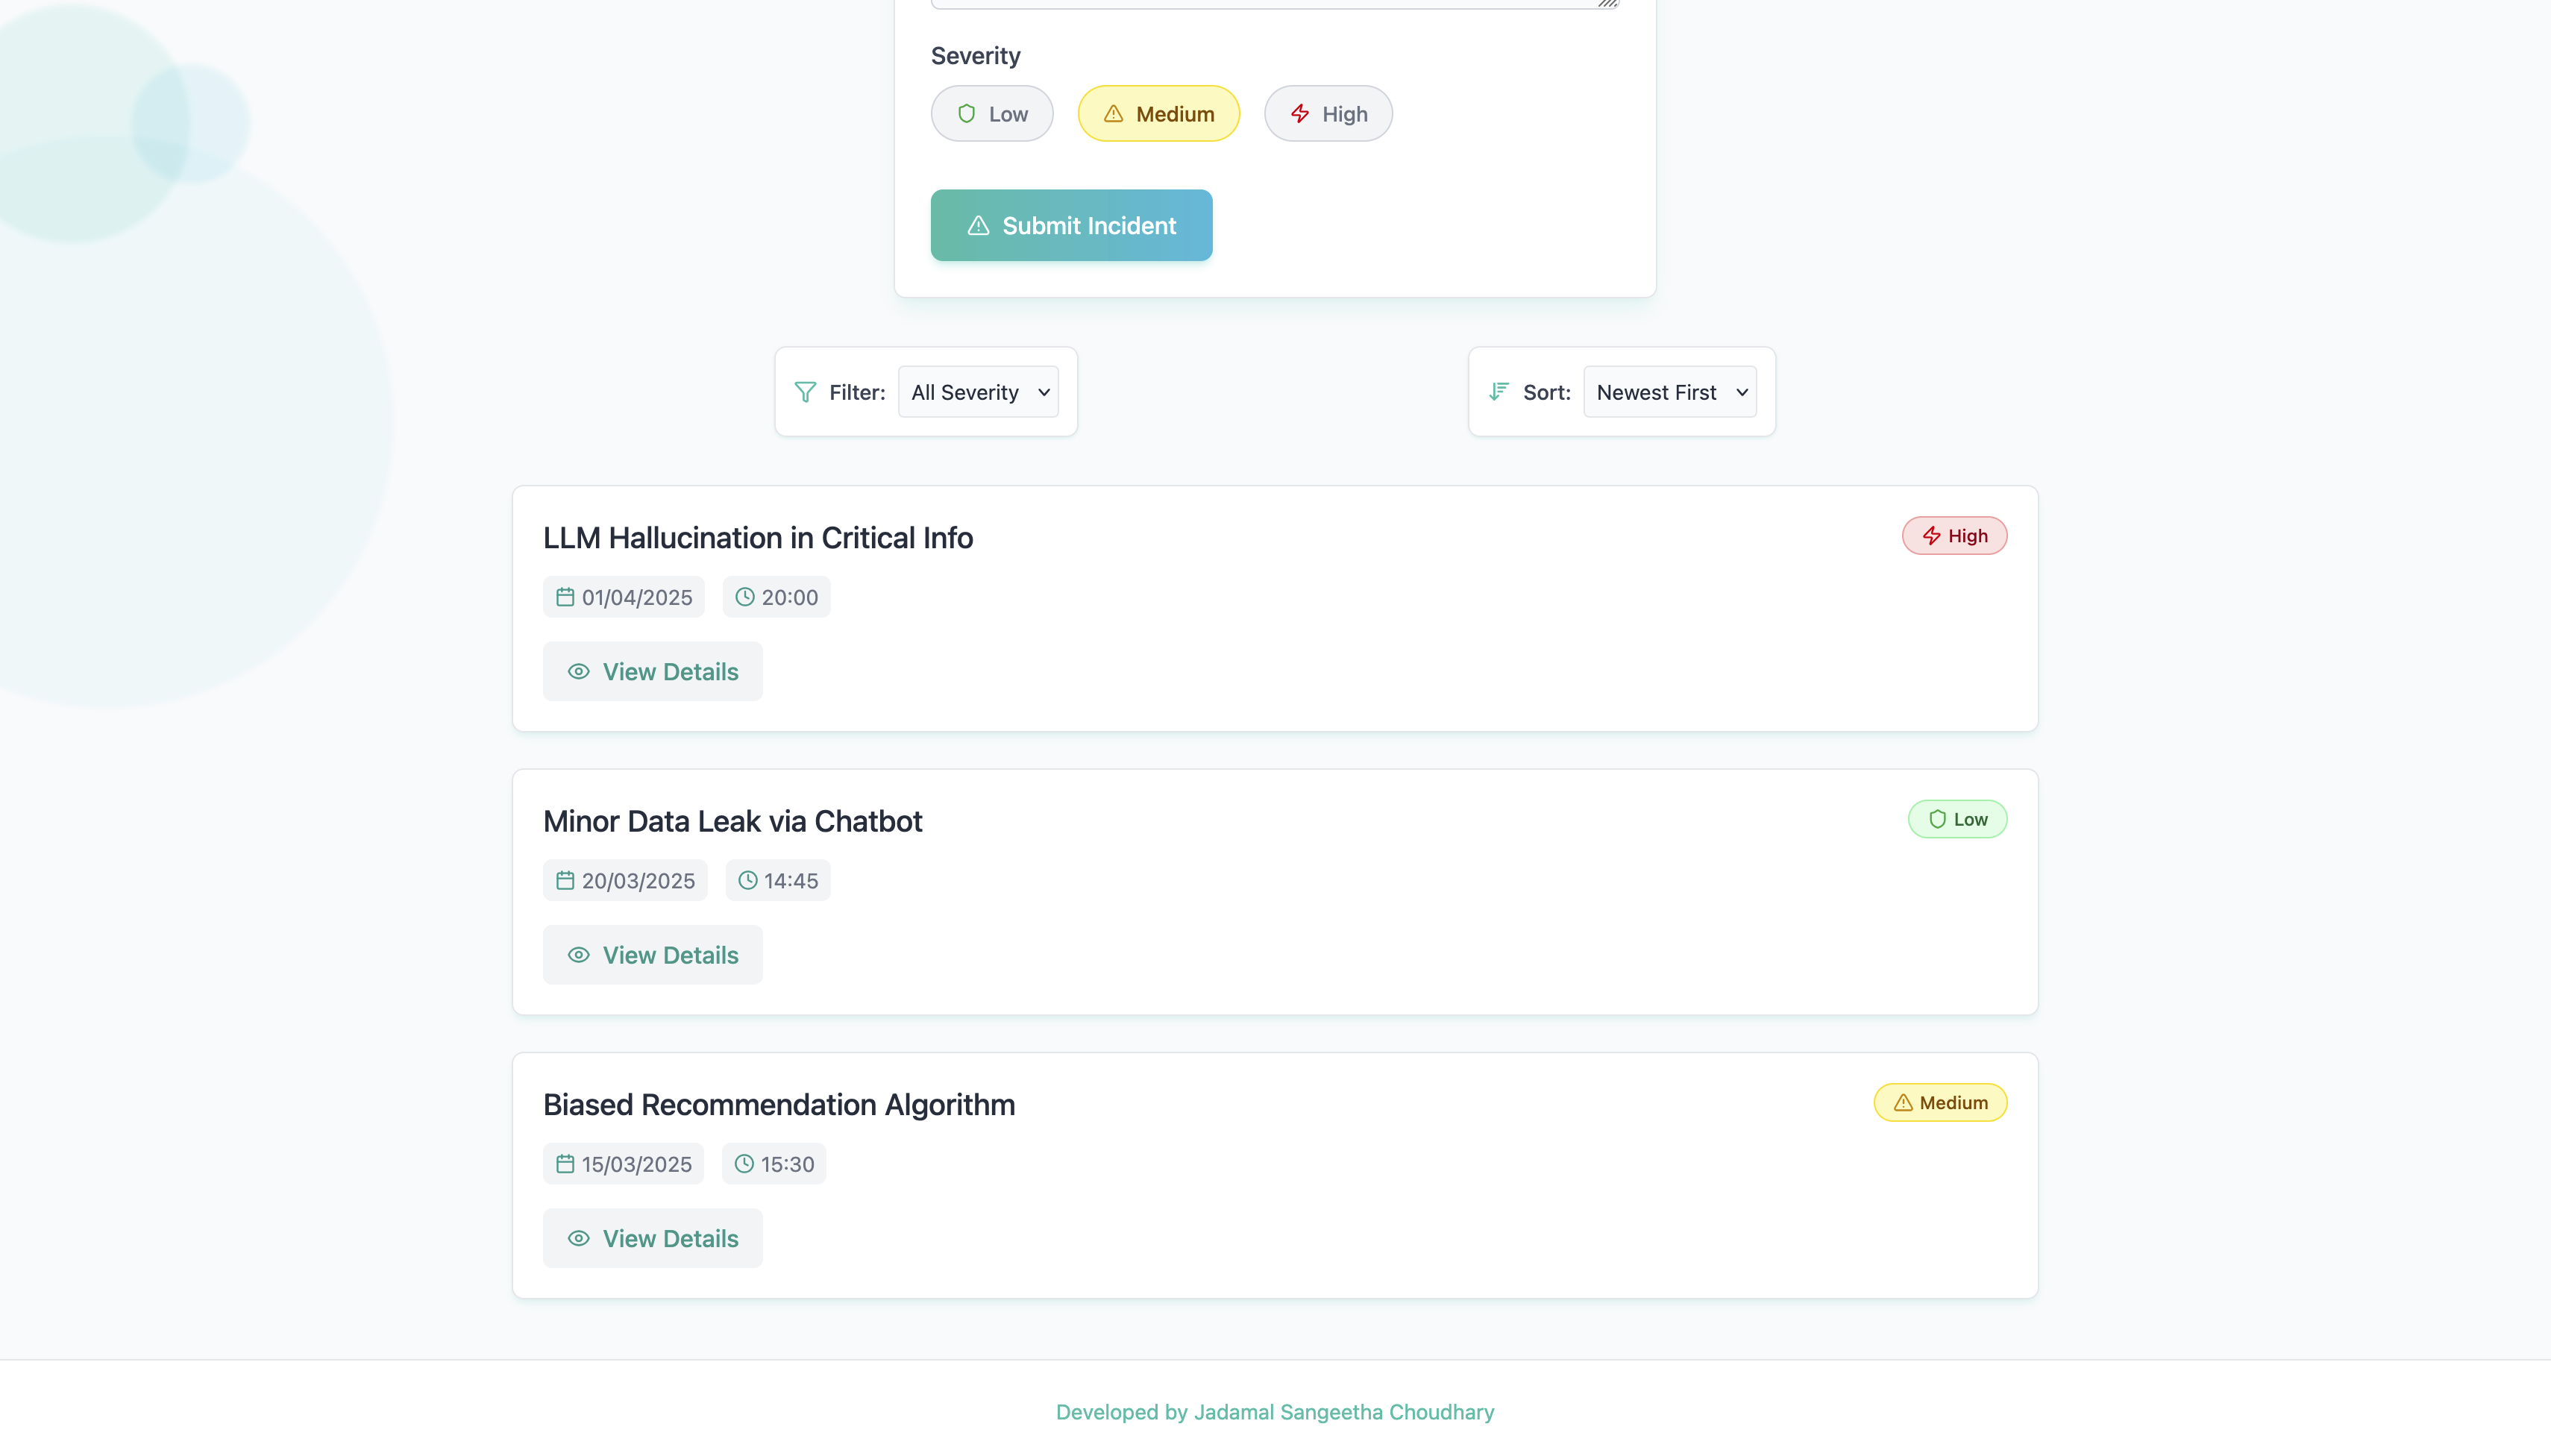 Severity
Low Medium High
Submit Incident
Filter: All Severity Sort: Newest First
LLM Hallucination in Critical Info High
01/04/2025 20:00
View Details
Minor Data Leak via Chatbot Low
20/03/2025 14:45
View Details
Biased Recommendation Algorithm Medium
15/03/2025 15:30
View Details
Developed by Jadamal Sangeetha Choudhary